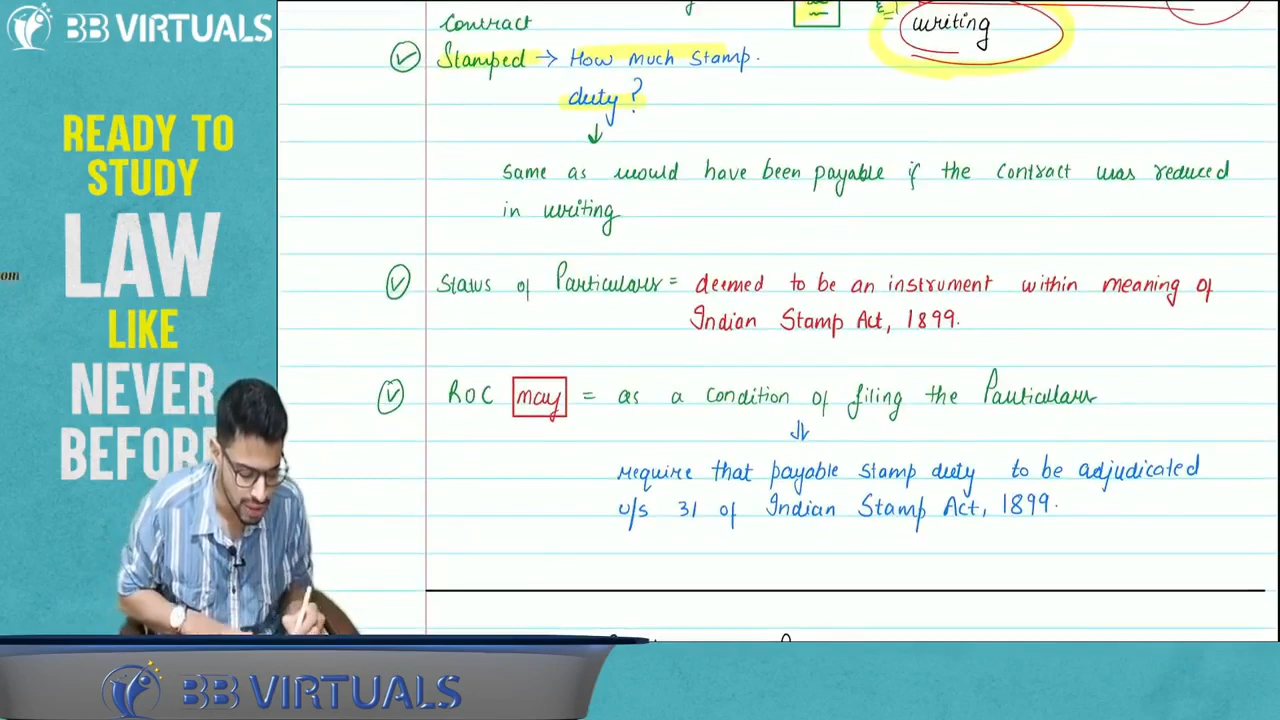 BB VIRTUALS
READY TO
STUDY
LAW
LIKE
NEVER
BEFORE
om
contract
writing
Stamped → How much stamp.
duty?
same as would have been payable if the contract was reduced
in writing
Status of Particulars = deemed to be an instrument within meaning of
Indian Stamp Act, 1899.
ROC may = as a condition of filing the Particulars
require that payable stamp duty to be adjudicated
u/s 31 of Indian Stamp Act, 1899.
BB VIRTUALS